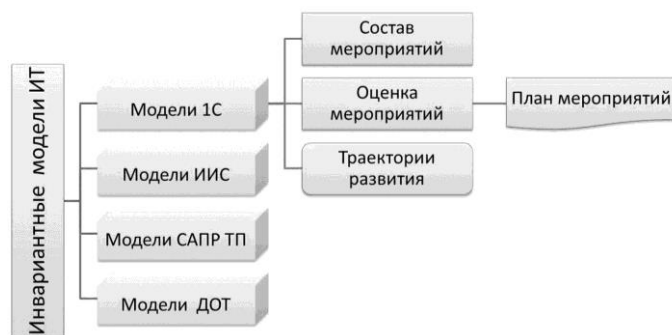 Инвариантные модели ИТ
Модели 1С
Модели ИИС
Модели САПР ТП
Модели ДОТ
Состав
мероприятий
Оценка
мероприятий
Траектории
развития
План мероприятий